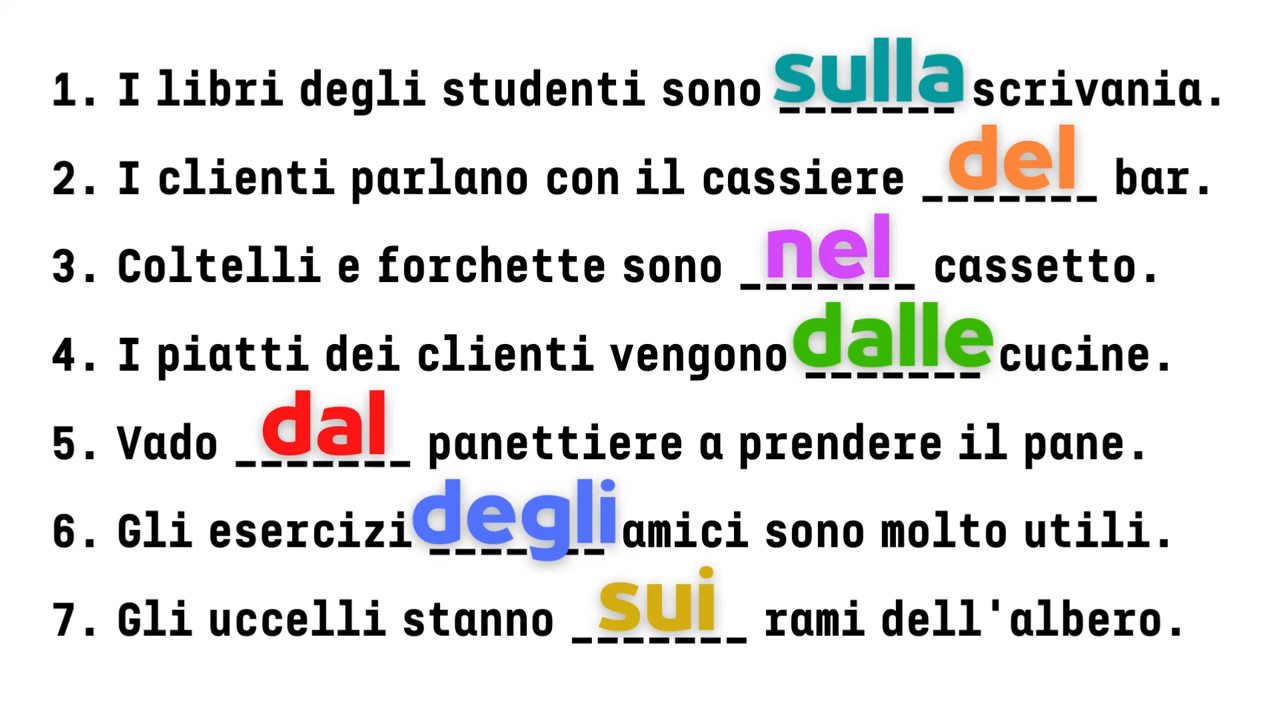 1. I libri degli studenti sono sulla scrivania.
2. I clienti parlano con il cassiere del bar.
3. Coltelli e forchette sono nel cassetto.
4. I piatti dei clienti vengono dalle cucine.
5. Vado dal panettiere a prendere il pane.
6. Gli esercizi degli amici sono molto utili.
7. Gli uccelli stanno sui rami dell'albero.